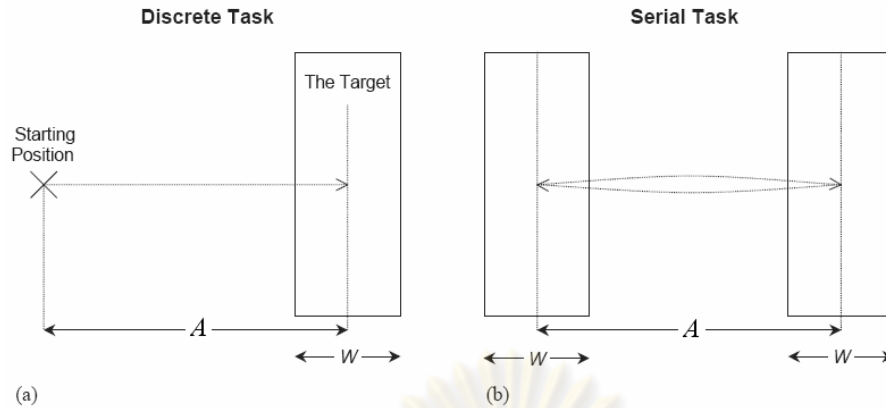 Discrete Task
Serial Task
The Target
Starting
Position
A
W
A
W
W
(a)
(b)